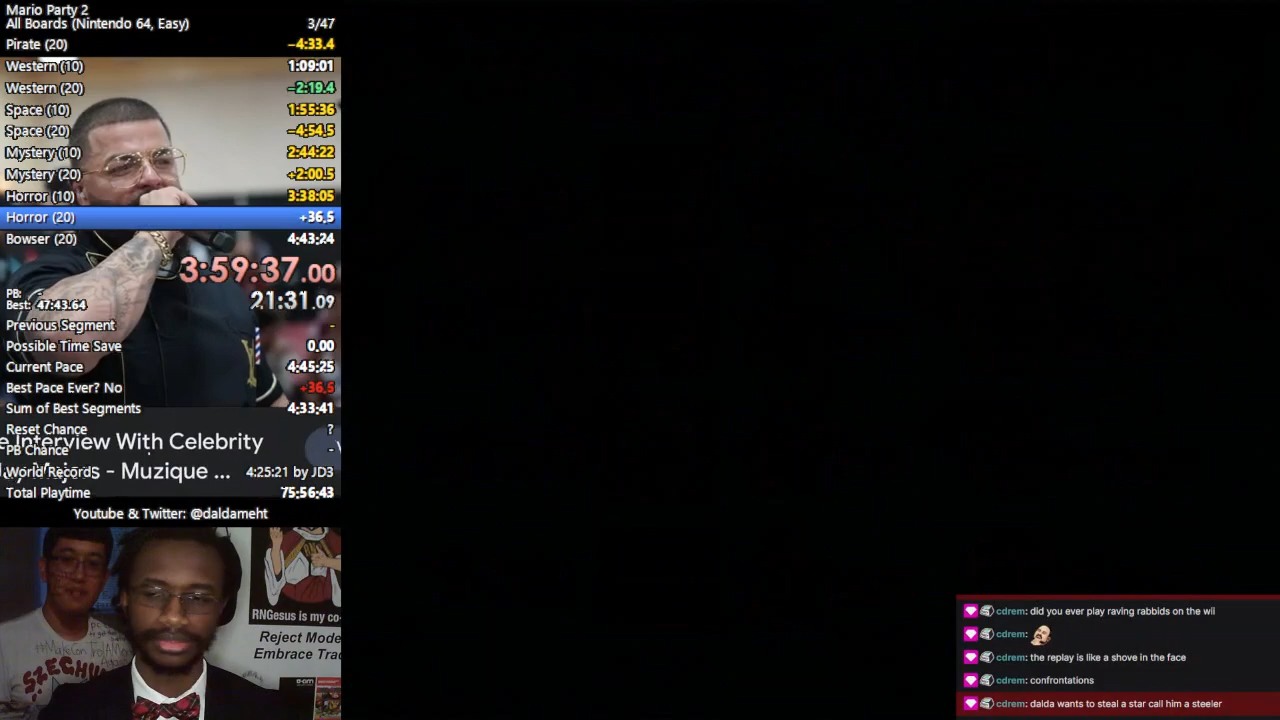 Mario Party 2
All Boards (Nintendo 64, Easy) 3/47
Pirate (20) −4:33.4
Western (10) 1:09:01
Western (20) −2:19.4
Space (10) 1:55:36
Space (20) −4:54.5
Mystery (10) 2:44:22
Mystery (20) +2:00.5
Horror (10) 3:38:05
Horror (20) +36.5
Bowser (20) 4:43:24
3:59:37.00
PB: -
Best: 47:43.64 21:31.09
Previous Segment -
Possible Time Save 0.00
Current Pace 4:45:25
Best Pace Ever? No +36.5
Sum of Best Segments 4:33:41
Reset Chance ?
Interview With Celebrity
PB Chance -
s - Muzique ...
World Record 4:25:21 by JD3
Total Playtime 75:56:43
Youtube & Twitter: @daldameht
RNGesus is my co-
Reject Mode
Embrace Tra
cdrem: did you ever play raving rabbids on the wii
cdrem:
cdrem: the replay is like a shove in the face
cdrem: confrontations
cdrem: dalda wants to steal a star call him a steeler